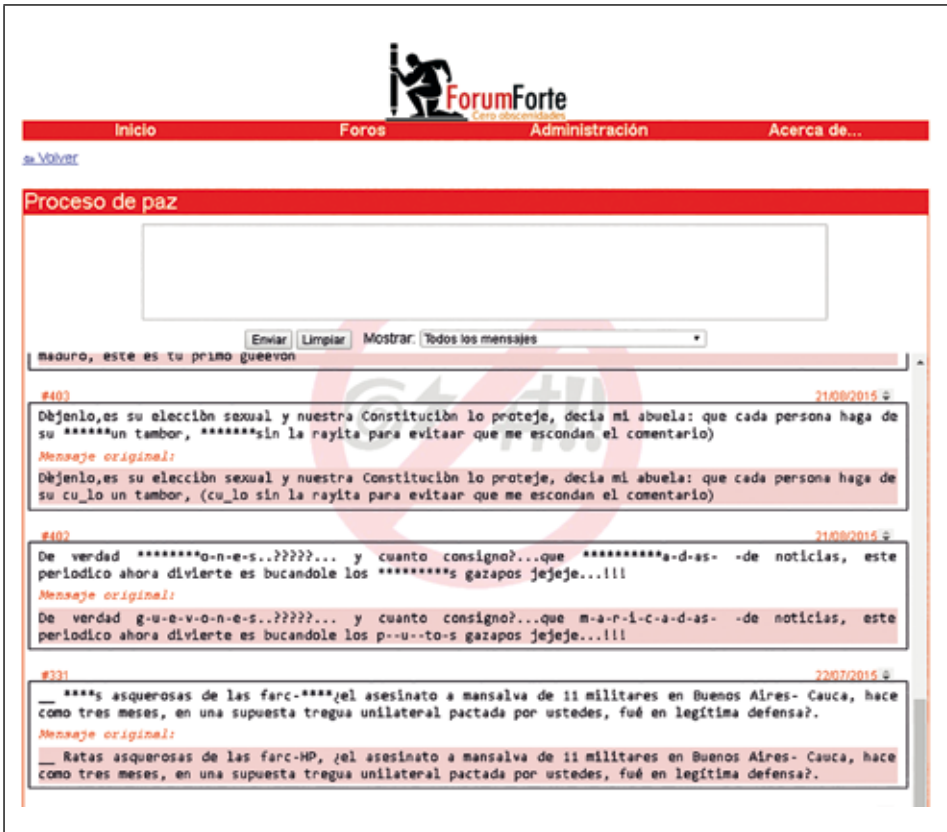 ForumForte
Cero obscenidades
Inicio Foros Administración Acerca de...
⇦ Volver
Proceso de paz
Enviar Limpiar Mostrar: Todos los mensajes
maduro, este es tu primo gueevon
#403 21/08/2015
Dèjenlo,es su elecciòn sexual y nuestra Constituciòn lo proteje, decia mi abuela: que cada persona haga de
su ******un tambor, *******sin la rayita para evitaar que me escondan el comentario)
Mensaje original:
Dèjenlo,es su elecciòn sexual y nuestra Constituciòn lo proteje, decia mi abuela: que cada persona haga de
su cu_lo un tambor, (cu_lo sin la rayita para evitaar que me escondan el comentario)
#402 21/08/2015
De verdad ********o-n-e-s..?????... y cuanto consigno?...que **********a-d-as- -de noticias, este
periodico ahora divierte es bucandole los *********s gazapos jejeje...!!!
Mensaje original:
De verdad g-u-e-v-o-n-e-s..?????... y cuanto consigno?...que m-a-r-i-c-a-d-as- -de noticias, este
periodico ahora divierte es bucandole los p--u--to-s gazapos jejeje...!!!
#331 22/07/2015
__ ****s asquerosas de las farc-****¿el asesinato a mansalva de 11 militares en Buenos Aires- Cauca, hace
como tres meses, en una supuesta tregua unilateral pactada por ustedes, fué en legítima defensa?.
Mensaje original:
__ Ratas asquerosas de las farc-HP, ¿el asesinato a mansalva de 11 militares en Buenos Aires- Cauca, hace
como tres meses, en una supuesta tregua unilateral pactada por ustedes, fué en legítima defensa?.